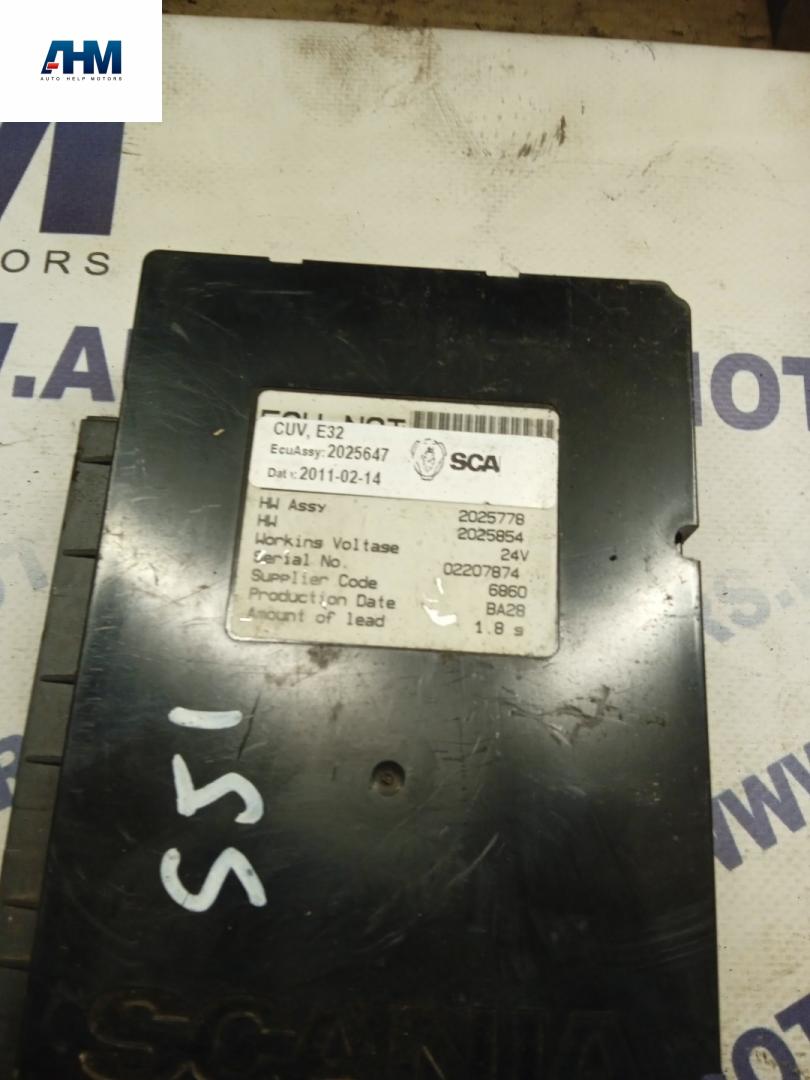 AHM
AUTO HELP MOTORS
M
ORS
CUV, E32
EcuAssy: 2025647
Date: 2011-02-14
SCA
HW Assy 2025778
HW 2025854
Working Voltage 24V
Serial No. 02207874
Supplier Code 6860
Production Date BA28
Amount of lead 1.8 g
551
SCANIA